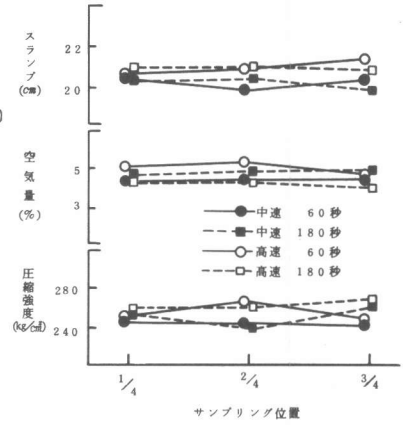 スランプ
(cm)
22
20
)
空気量
(%)
5
3
中速 60秒
中速 180秒
高速 60秒
高速 180秒
圧縮強度
(kg/cm²)
280
240
1/4
2/4
3/4
サンプリング位置